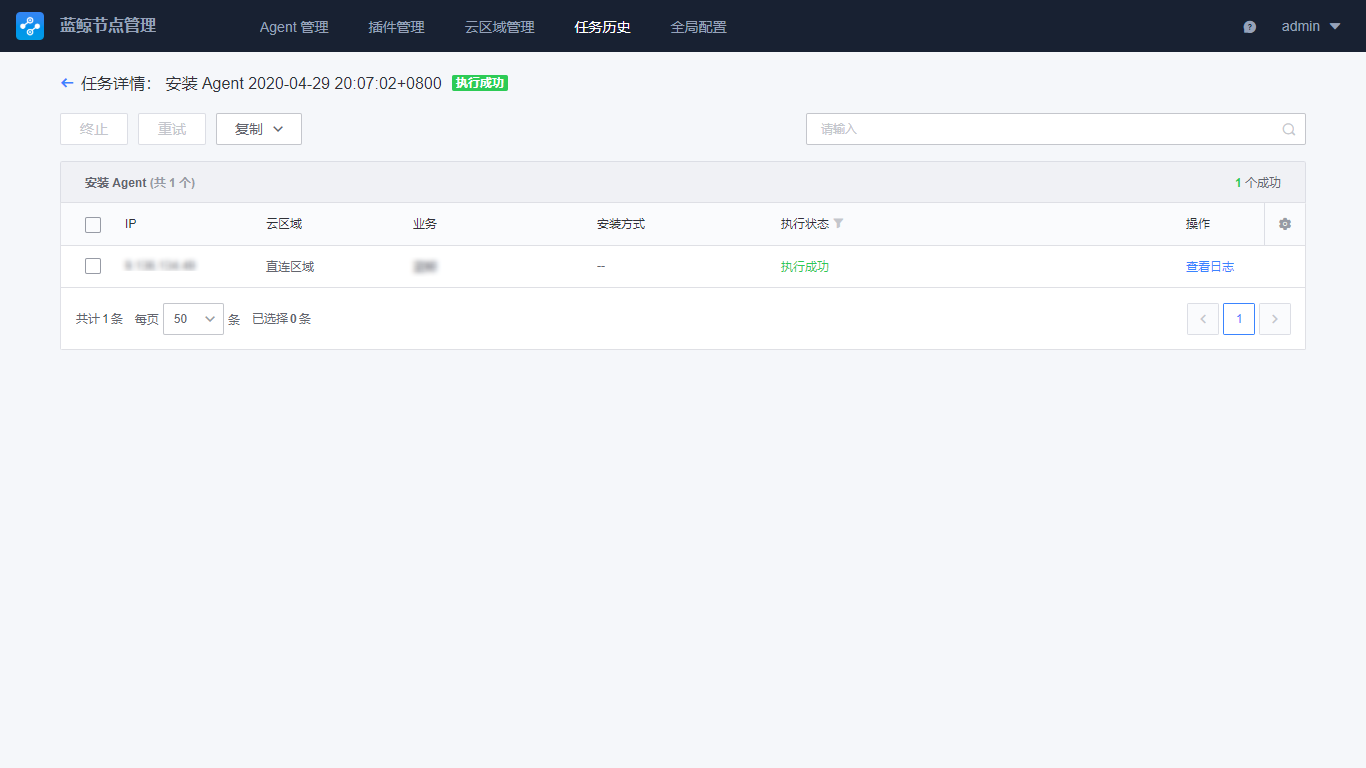 蓝鲸节点管理 Agent 管理 插件管理 云区域管理 任务历史 全局配置 admin
任务详情： 安装 Agent 2020-04-29 20:07:02+0800 执行成功
终止 重试 复制 请输入
安装 Agent (共 1 个) 1 个成功
IP 云区域 业务 安装方式 执行状态 操作
直连区域 -- 执行成功 查看日志
共计 1 条 每页 50 条 已选择 0 条 1